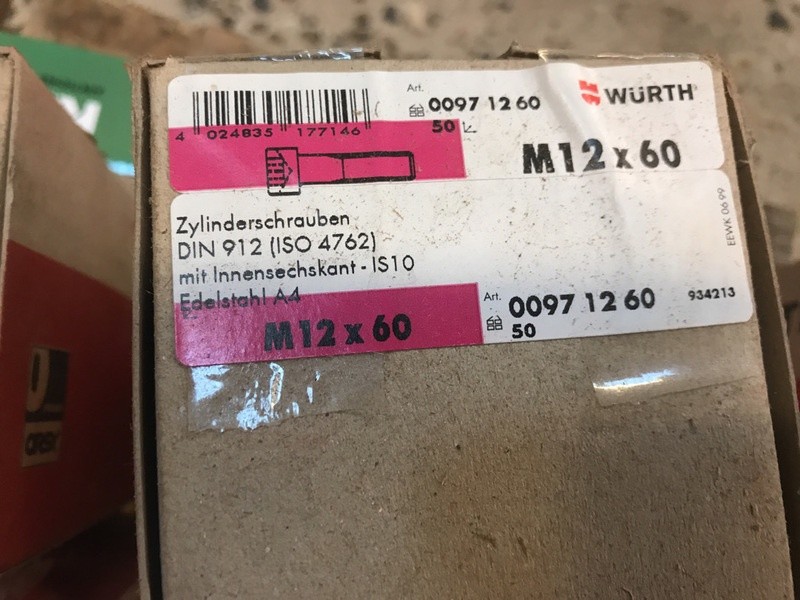 Art.
0097 12 60
WÜRTH
4 024835 177146
50
M12 x 60
Zylinderschrauben
DIN 912 (ISO 4762)
mit Innensechskant - IS10
Edelstahl A4
EEWK 06 99
M12 x 60
Art.
0097 12 60
934213
50